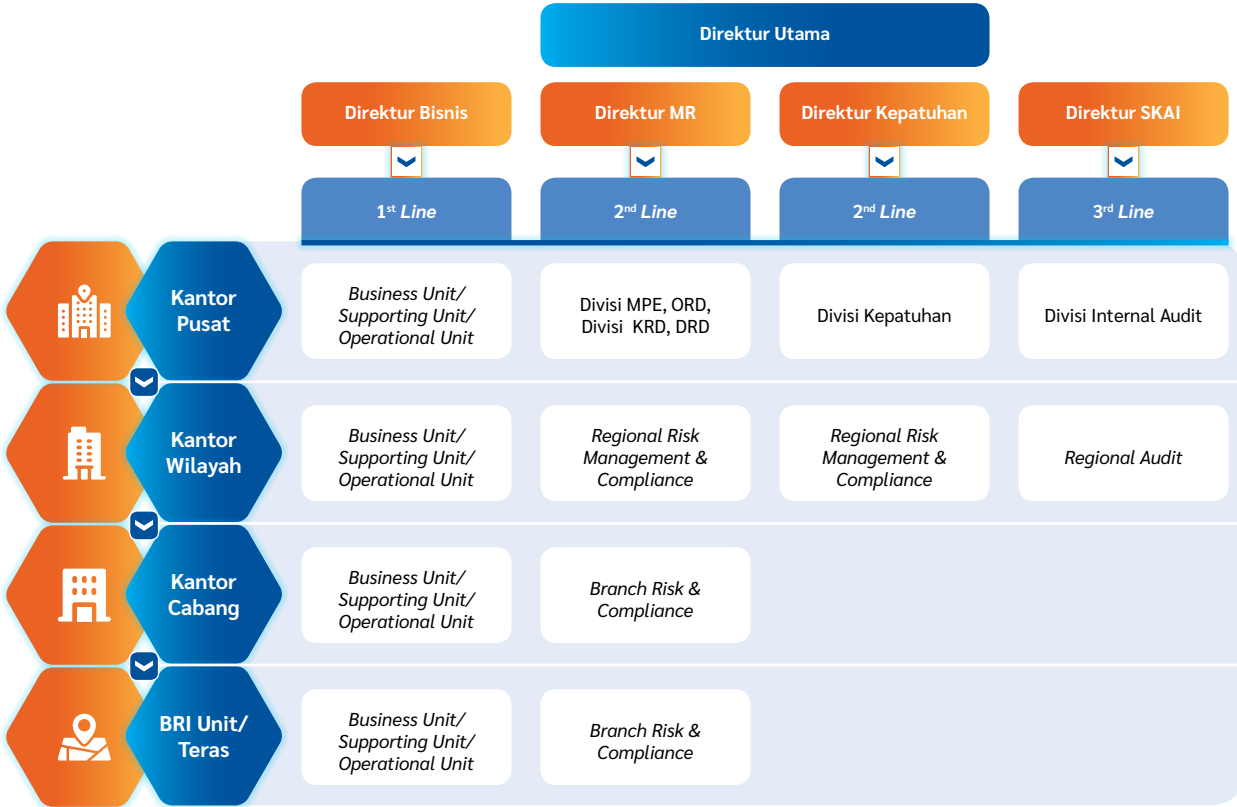 Direktur Utama
Direktur Bisnis
Direktur MR
Direktur Kepatuhan
Direktur SKAI
1st Line
2nd Line
2nd Line
3rd Line
Kantor
Pusat
Business Unit/
Supporting Unit/
Operational Unit
Divisi MPE, ORD,
Divisi KRD, DRD
Divisi Kepatuhan
Divisi Internal Audit
Kantor
Wilayah
Business Unit/
Supporting Unit/
Operational Unit
Regional Risk
Management &
Compliance
Regional Risk
Management &
Compliance
Regional Audit
Kantor
Cabang
Business Unit/
Supporting Unit/
Operational Unit
Branch Risk &
Compliance
BRI Unit/
Teras
Business Unit/
Supporting Unit/
Operational Unit
Branch Risk &
Compliance